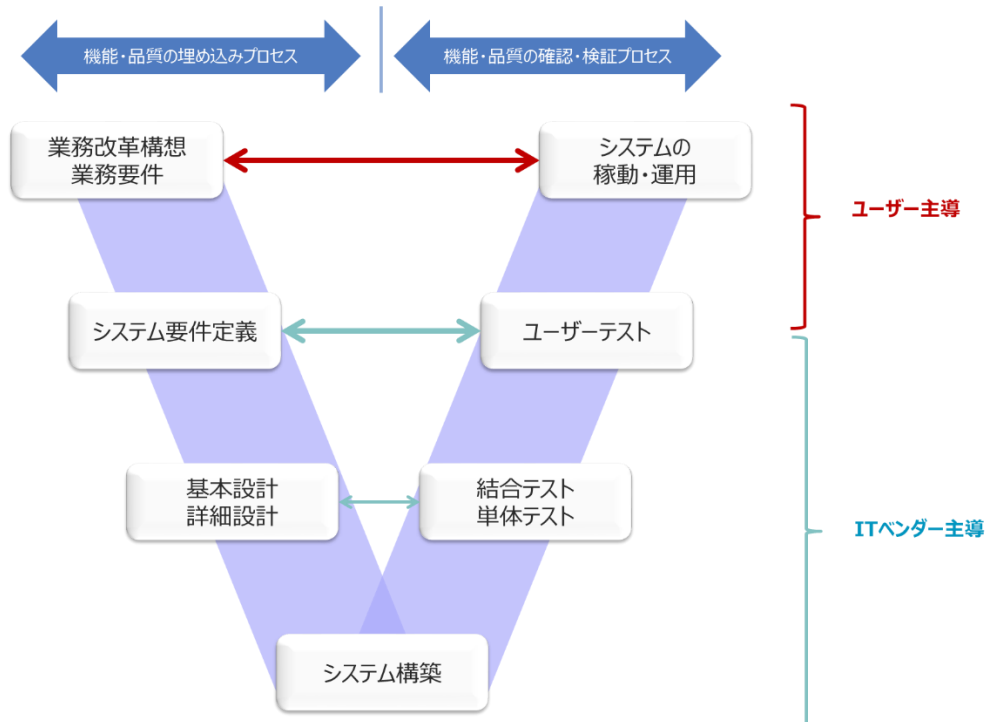 機能・品質の埋め込みプロセス
機能・品質の確認・検証プロセス
業務改革構想
業務要件
システムの
稼動・運用
ユーザー主導
システム要件定義
ユーザーテスト
基本設計
詳細設計
結合テスト
単体テスト
ITベンダー主導
システム構築